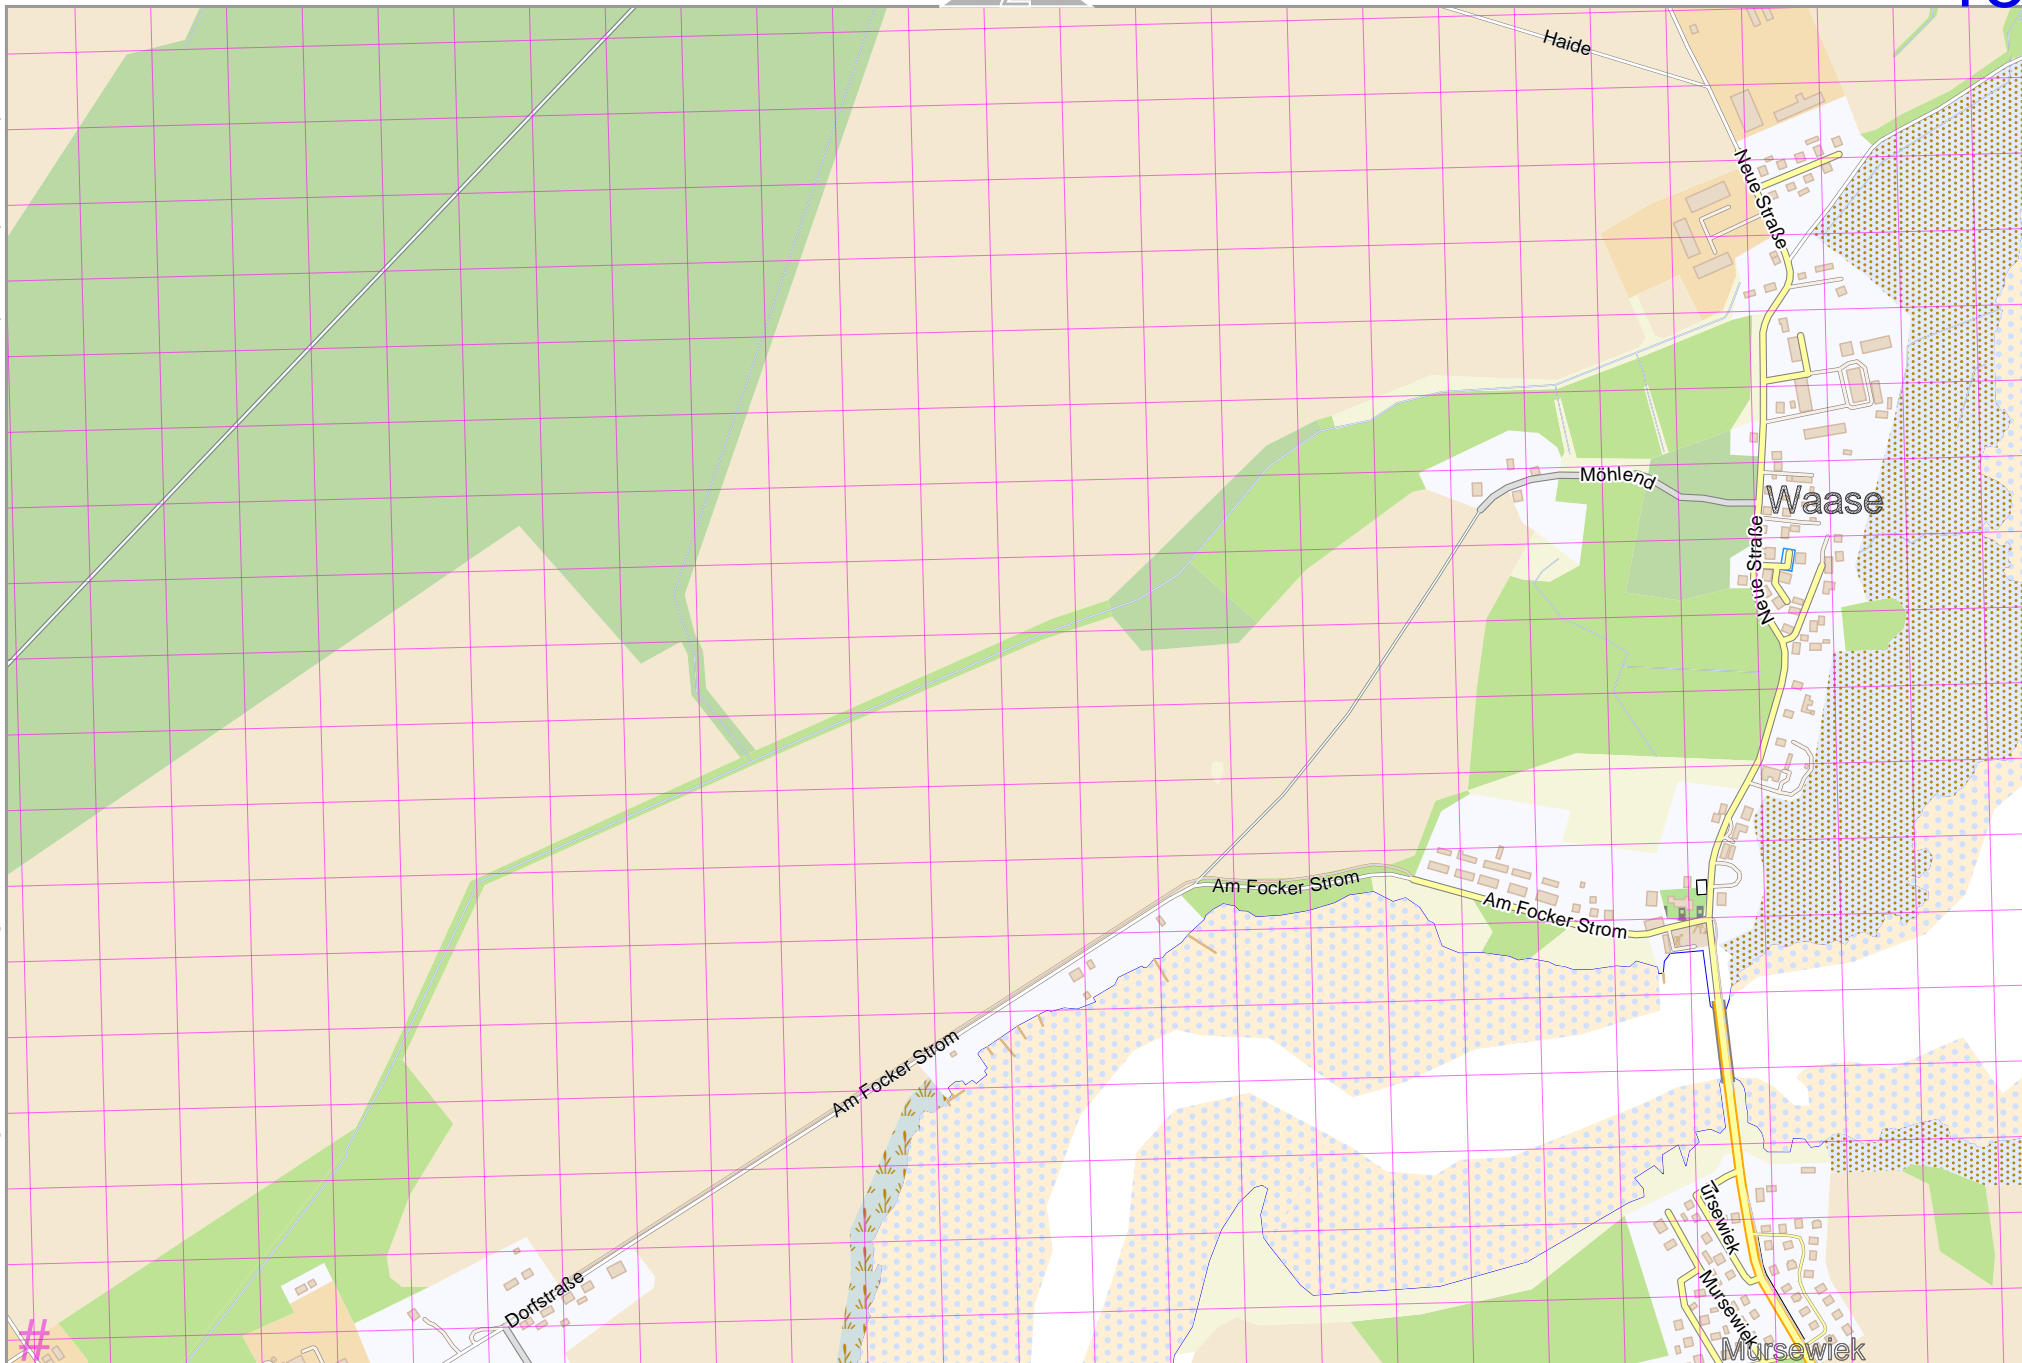 Haide
Neue Straße
Möhlend
Waase
Neue Straße
Am Focker Strom
Am Focker Strom
Am Focker Strom
ursewiek
Dorfstraße
Mursewiek
Mursewiek
#